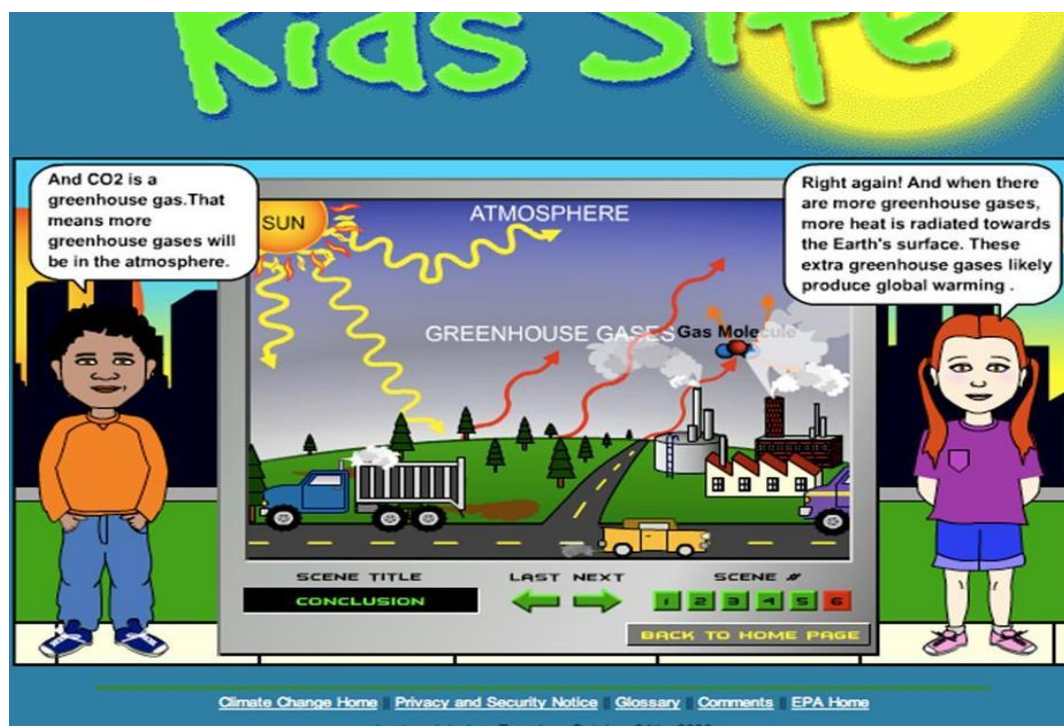 Kids Site
And CO2 is a
greenhouse gas.That
means more
greenhouse gases will
be in the atmosphere.
Right again! And when there
are more greenhouse gases,
more heat is radiated towards
the Earth's surface. These
extra greenhouse gases likely
produce global warming .
SUN
ATMOSPHERE
GREENHOUSE GASES
Gas Molecule
SCENE TITLE
LAST NEXT
SCENE #
CONCLUSION
1 2 3 4 5 6
BACK TO HOME PAGE
Climate Change Home || Privacy and Security Notice || Glossary || Comments || EPA Home